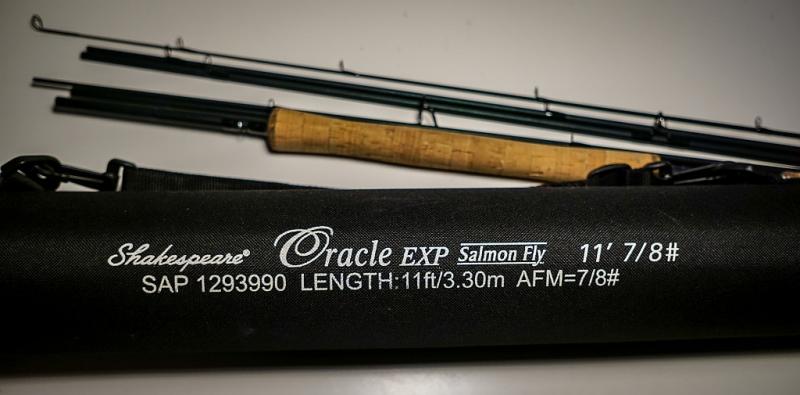 Shakespeare® Oracle EXP Salmon Fly 11' 7/8#
SAP 1293990 LENGTH:11ft/3.30m AFM=7/8#